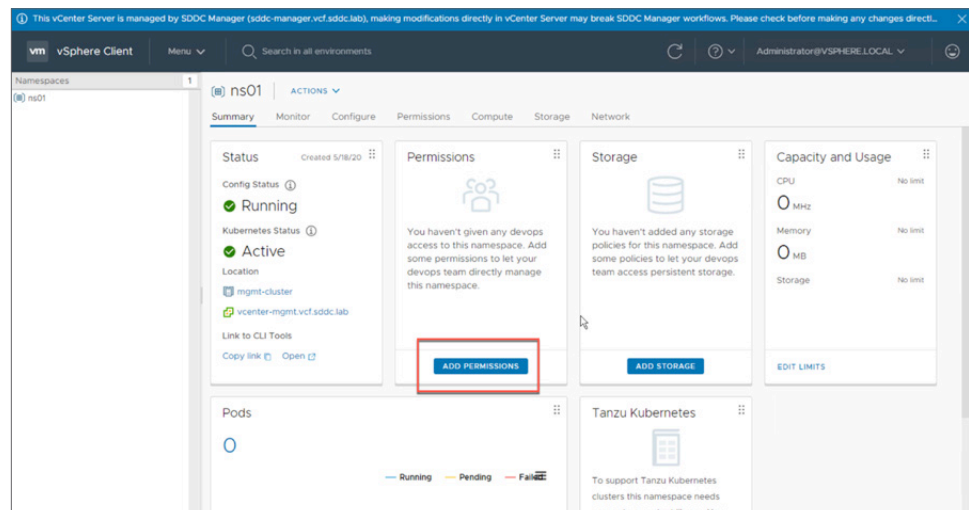 This vCenter Server is managed by SDDC Manager (sddc-manager.vcf.sddc.lab), making modifications directly in vCenter Server may break SDDC Manager workflows. Please check before making any changes directl...
vm vSphere Client Menu Search in all environments Administrator@VSPHERE.LOCAL
Namespaces 1
ns01
ns01 ACTIONS
Summary Monitor Configure Permissions Compute Storage Network
Status Created 5/18/20
Config Status
Running
Kubernetes Status
Active
Location
mgmt-cluster
vcenter-mgmt.vcf.sddc.lab
Link to CLI Tools
Copy link Open
Permissions
You haven't given any devops
access to this namespace. Add
some permissions to let your
devops team directly manage
this namespace.
ADD PERMISSIONS
Storage
You haven't added any storage
policies for this namespace. Add
some policies to let your devops
team access persistent storage.
ADD STORAGE
Capacity and Usage
CPU No limit
0 MHz
Memory No limit
0 MB
Storage No limit
EDIT LIMITS
Pods
0
Running Pending Failed
Tanzu Kubernetes
To support Tanzu Kubernetes
clusters this namespace needs